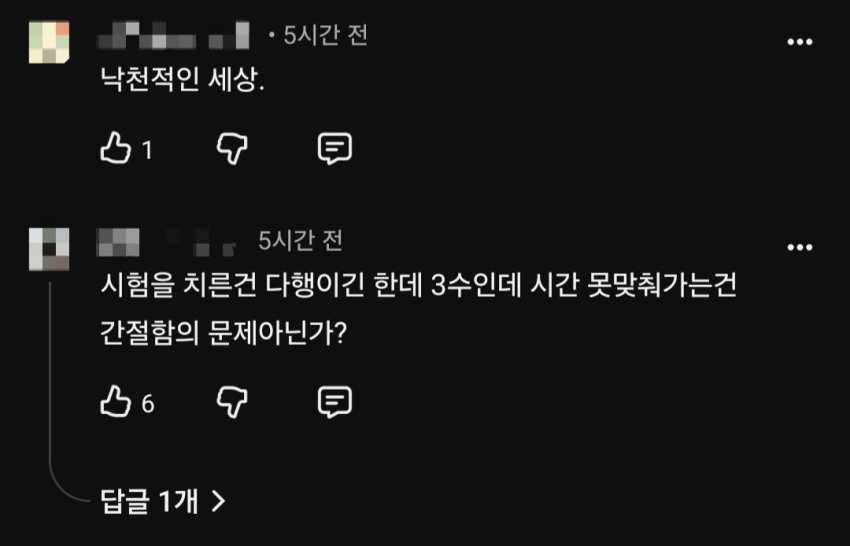 • 5시간 전
낙천적인 세상.
1
5시간 전
시험을 치른건 다행이긴 한데 3수인데 시간 못맞춰가는건
간절함의 문제아닌가?
6
답글 1개